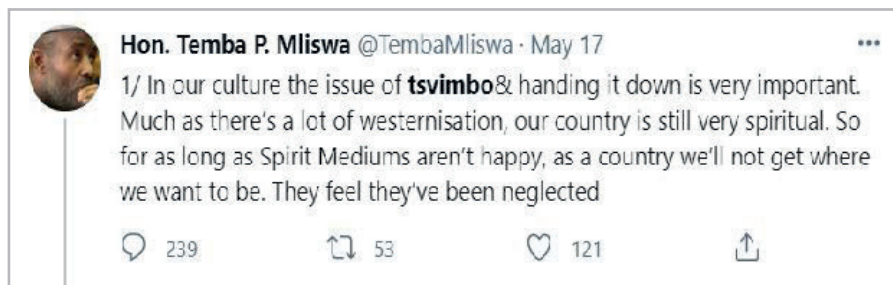 Hon. Temba P. Mliswa @TembaMliswa · May 17
1/ In our culture the issue of tsvimbo& handing it down is very important.
Much as there's a lot of westernisation, our country is still very spiritual. So
for as long as Spirit Mediums aren't happy, as a country we'll not get where
we want to be. They feel they've been neglected
239 53 121